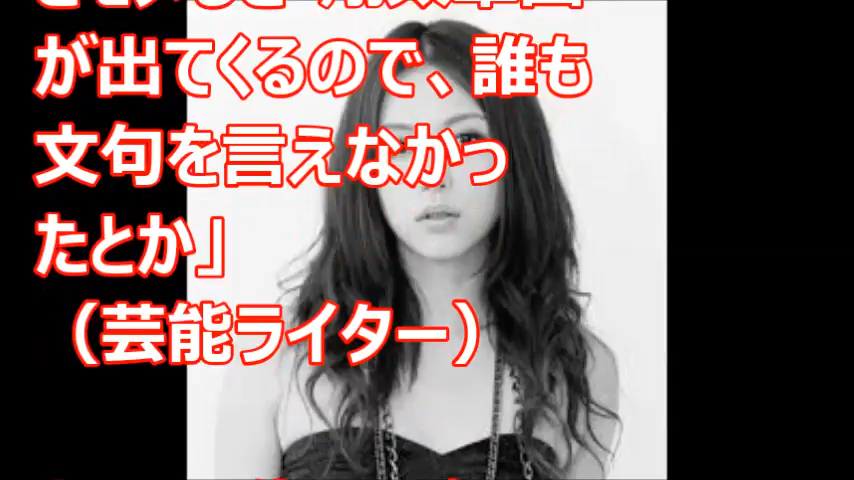 が出てくるので、誰も
文句を言えなかっ
たとか」
（芸能ライター）